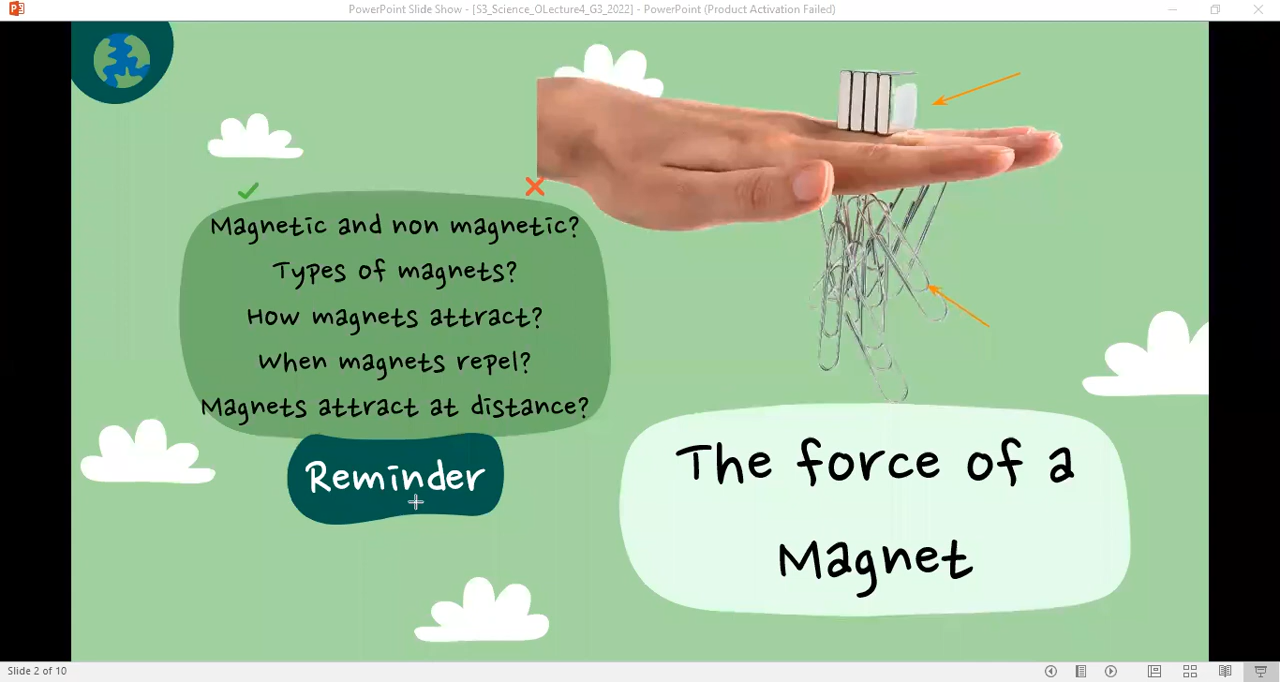 PowerPoint Slide Show - [S3_Science_OLecture4_G3_2022] - PowerPoint (Product Activation Failed)
Magnetic and non magnetic?
Types of magnets?
How magnets attract?
When magnets repel?
Magnets attract at distance?
Reminder
The force of a
Magnet
Slide 2 of 10